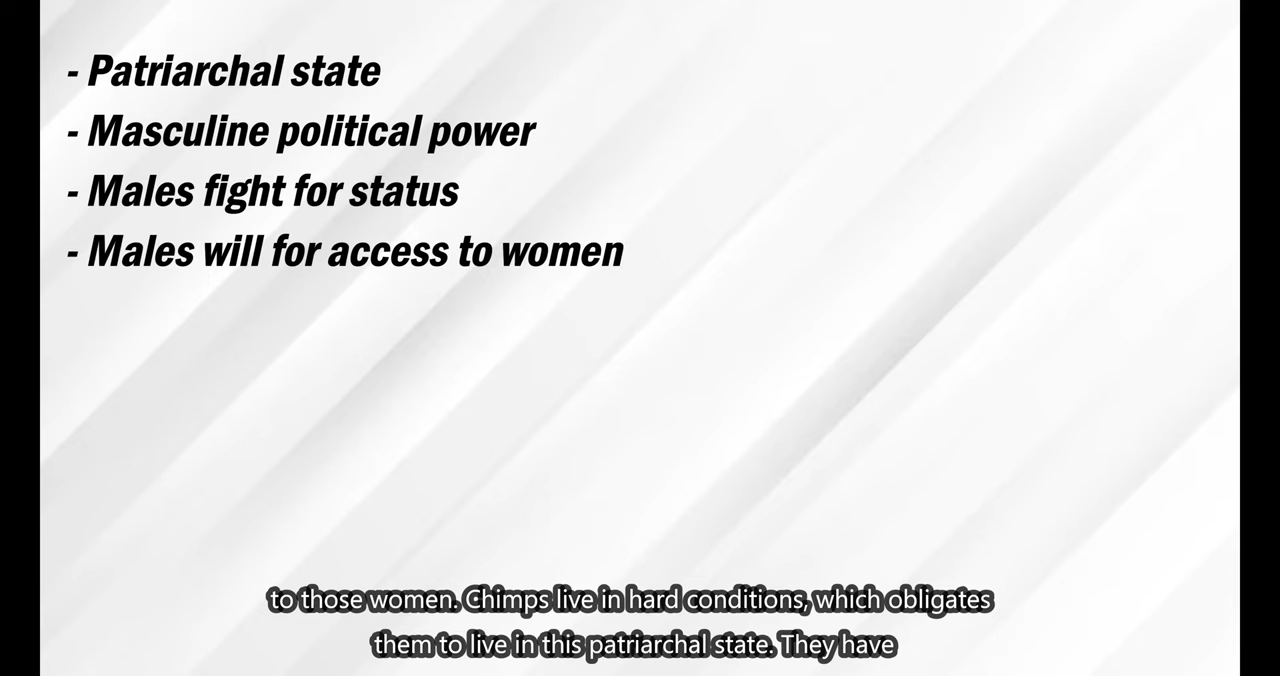 - Patriarchal state
- Masculine political power
- Males fight for status
- Males will for access to women
to those women. Chimps live in hard conditions, which obligates
them to live in this patriarchal state. They have